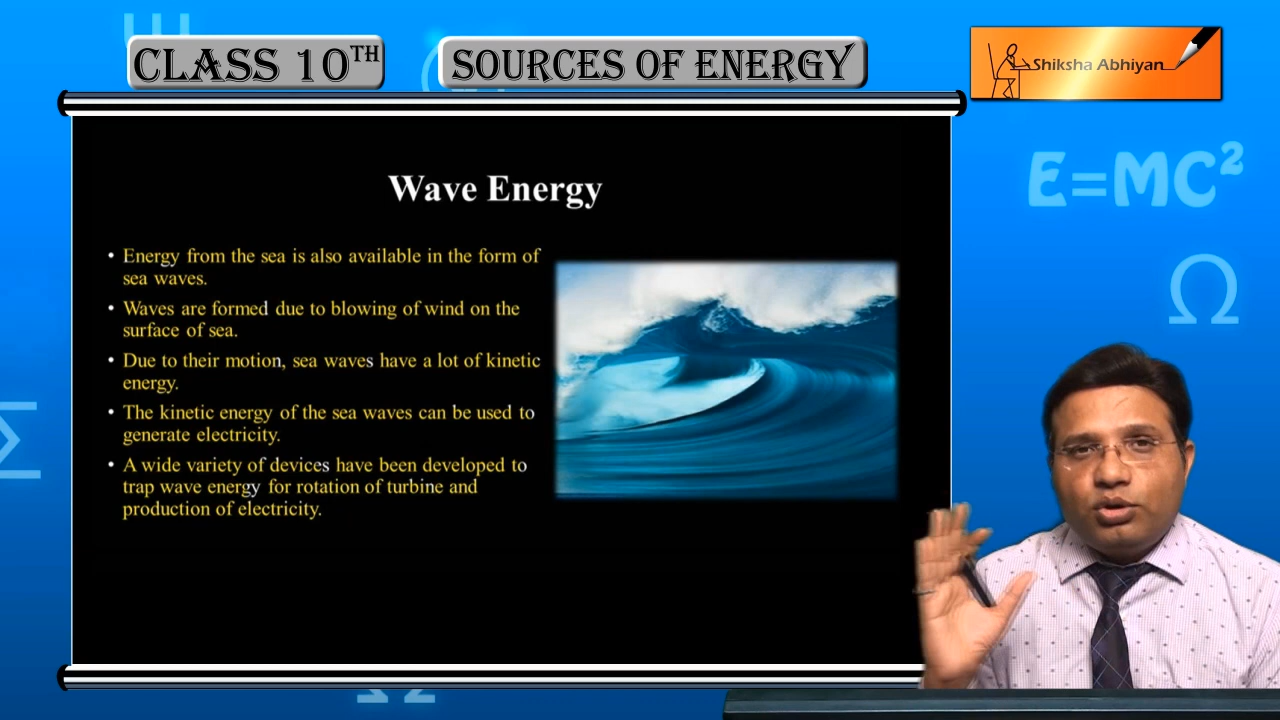 CLASS 10TH
SOURCES OF ENERGY
Shiksha Abhiyan
E=MC²
Ω
Σ
Wave Energy
• Energy from the sea is also available in the form of
sea waves.
• Waves are formed due to blowing of wind on the
surface of sea.
• Due to their motion, sea waves have a lot of kinetic
energy.
• The kinetic energy of the sea waves can be used to
generate electricity.
• A wide variety of devices have been developed to
trap wave energy for rotation of turbine and
production of electricity.